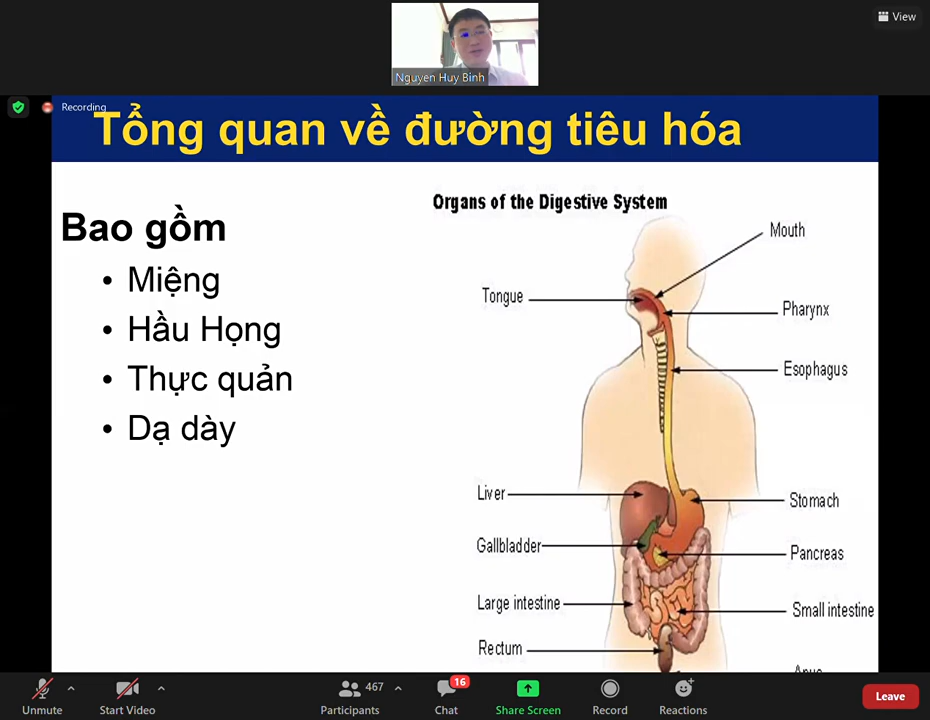 View
Nguyen Huy Binh
Recording
Tổng quan về đường tiêu hóa
Bao gồm
• Miệng
• Hầu Họng
• Thực quản
• Dạ dày
Organs of the Digestive System
Mouth
Tongue
Pharynx
Esophagus
Liver
Stomach
Gallbladder
Pancreas
Large intestine
Small intestine
Rectum
Anus
Unmute
Start Video
467
Participants
16
Chat
Share Screen
Record
Reactions
Leave